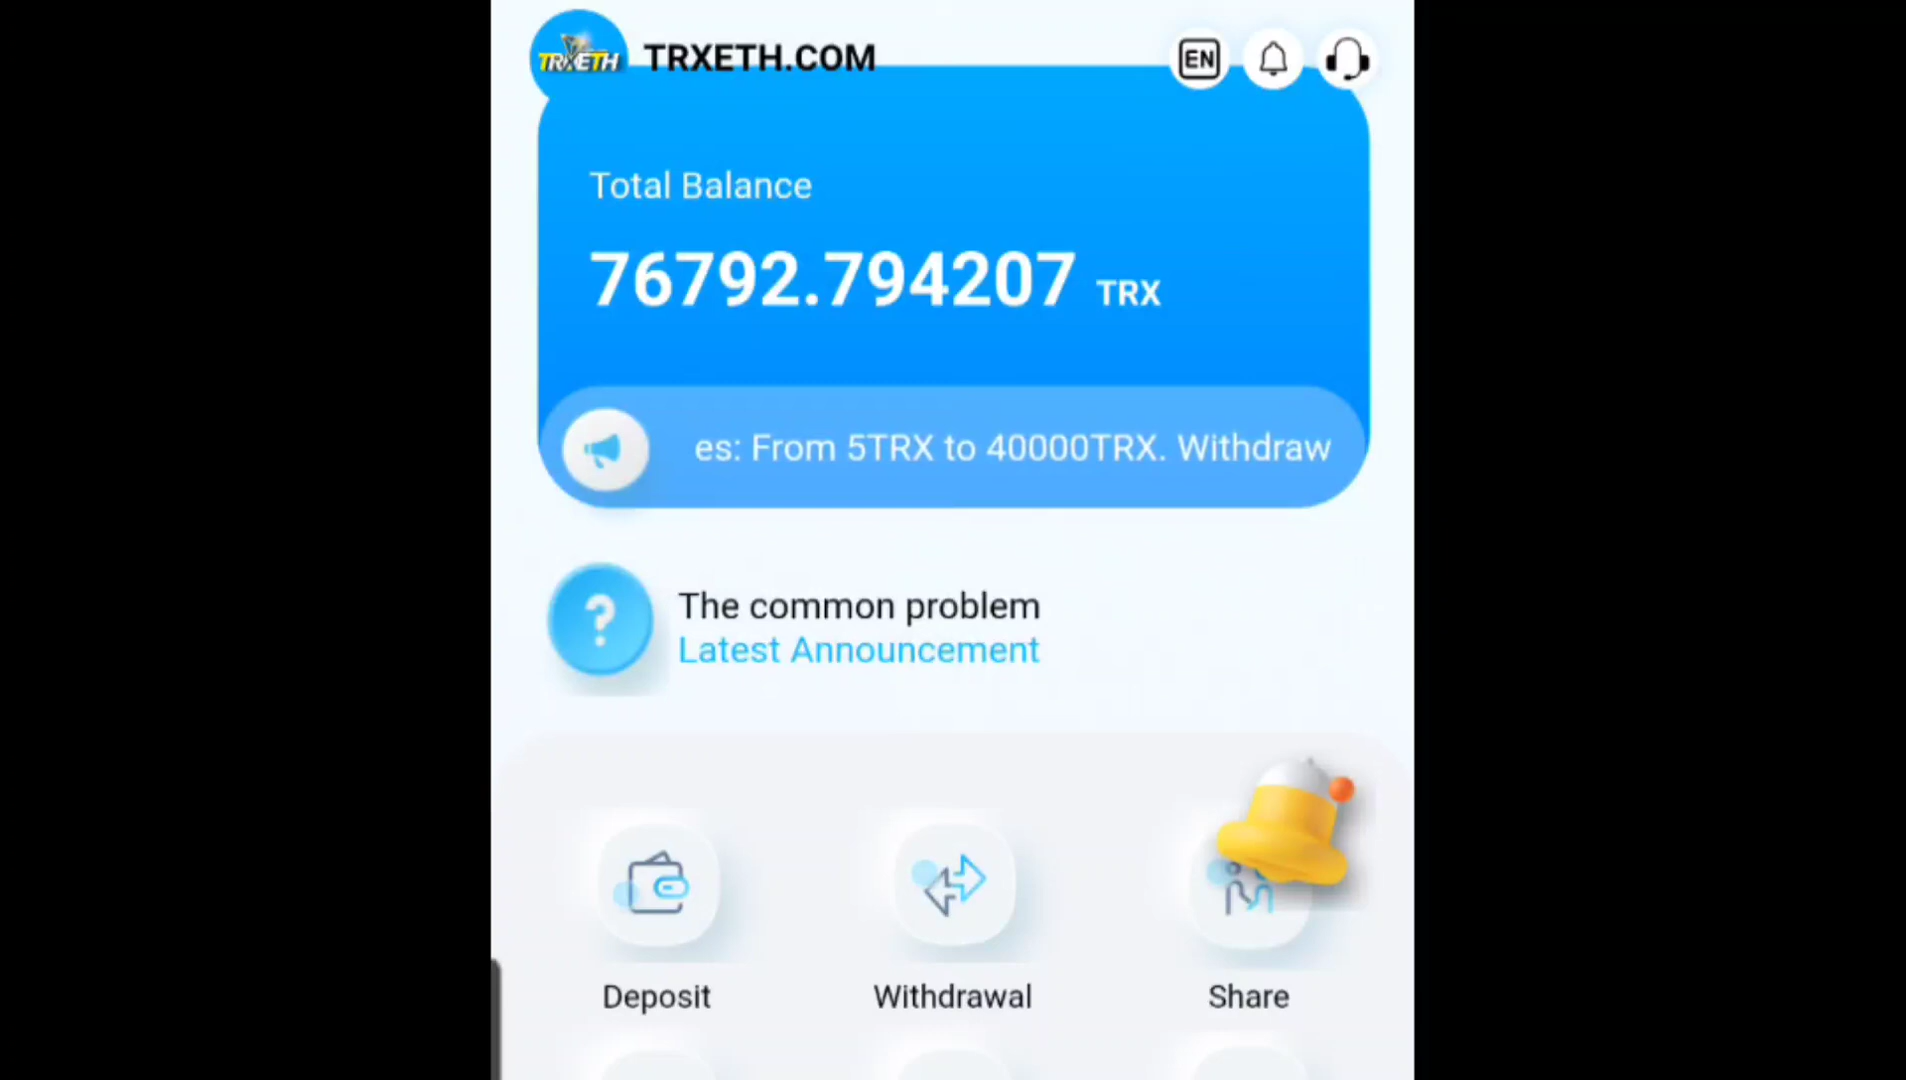 TRXETH
TRXETH.COM
EN
Total Balance
76792.794207 TRX
es: From 5TRX to 40000TRX. Withdraw
?
The common problem
Latest Announcement
Deposit
Withdrawal
Share